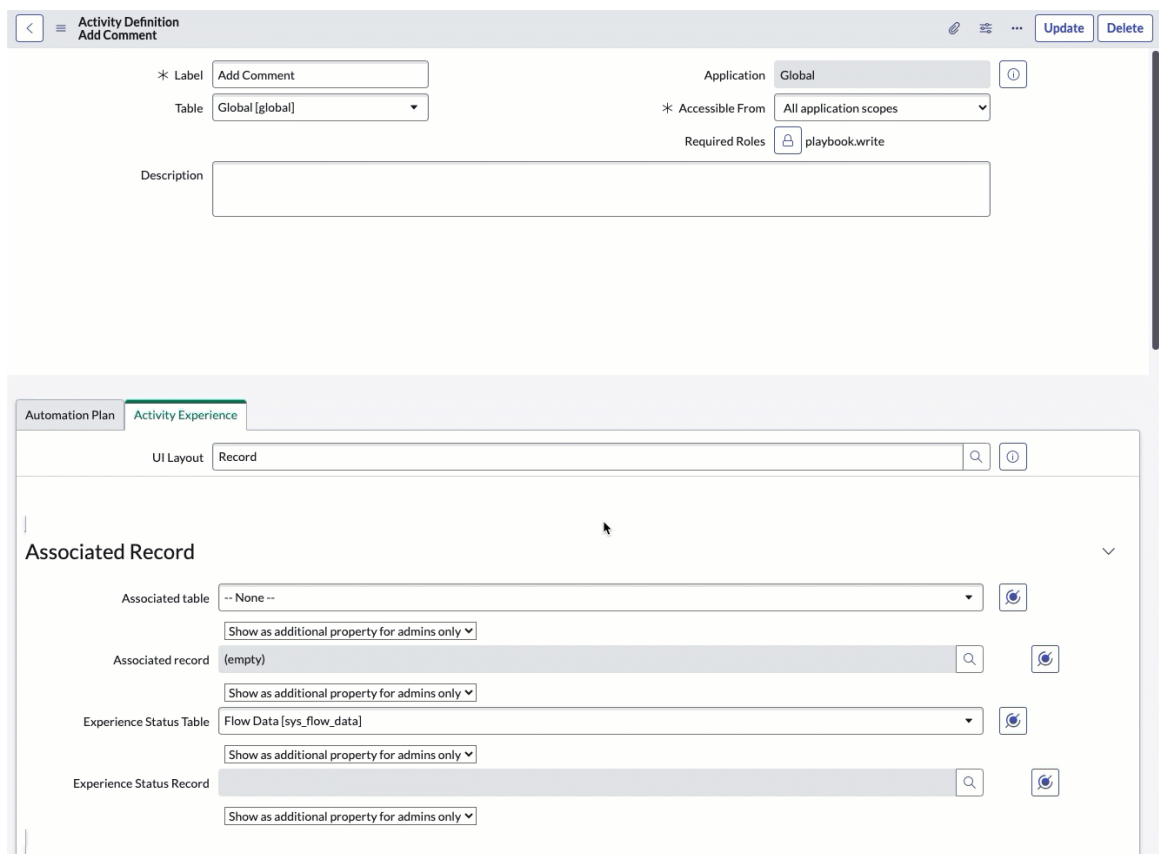 Activity Definition
Add Comment
Update
Delete
Label
Add Comment
Application
Global
Table
Global [global]
Accessible From
All application scopes
Required Roles
playbook.write
Description
Automation Plan
Activity Experience
UI Layout
Record
Associated Record
Associated table
-- None --
Show as additional property for admins only
Associated record
(empty)
Show as additional property for admins only
Experience Status Table
Flow Data [sys_flow_data]
Show as additional property for admins only
Experience Status Record
Show as additional property for admins only